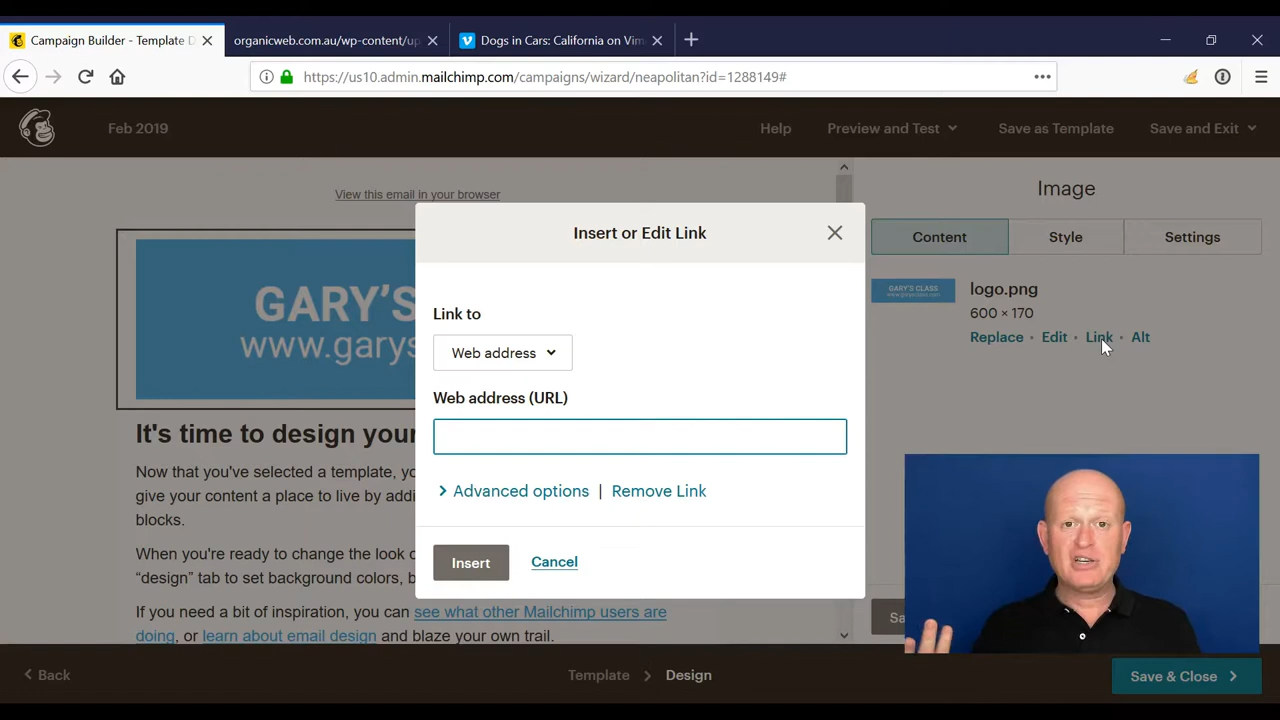 Campaign Builder - Template D
organicweb.com.au/wp-content/up
Dogs in Cars: California on Vim
https://us10.admin.mailchimp.com/campaigns/wizard/neapolitan?id=1288149#
Feb 2019
Help
Preview and Test
Save as Template
Save and Exit
View this email in your browser
Image
Insert or Edit Link
Content
Style
Settings
GARY'S
www.garys
GARY'S CLASS
logo.png
600 × 170
Replace · Edit · Link · Alt
Link to
Web address
Web address (URL)
It's time to design your
Now that you've selected a template, yo
give your content a place to live by addi
blocks.
When you're ready to change the look o
"design" tab to set background colors, b
If you need a bit of inspiration, you can see what other Mailchimp users are
doing, or learn about email design and blaze your own trail.
Advanced options | Remove Link
Insert
Cancel
Sa
Back
Template
Design
Save & Close